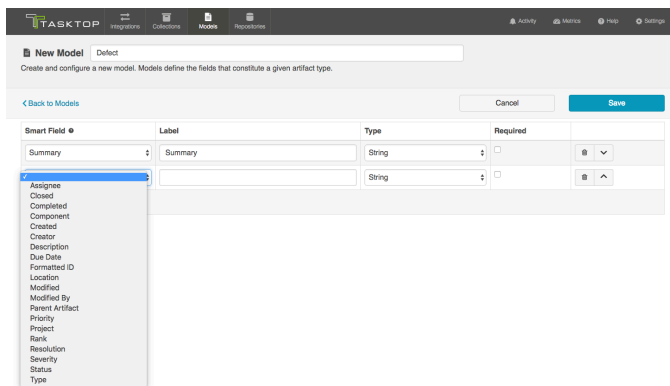 TASKTOP
Integrations
Collections
Models
Repositories
Activity
Metrics
Help
Settings
New Model
Defect
Create and configure a new model. Models define the fields that constitute a given artifact type.
Back to Models
Cancel
Save
Smart Field
Label
Type
Required
Summary
Summary
String
String
Assignee
Closed
Completed
Component
Created
Creator
Description
Due Date
Formatted ID
Location
Modified
Modified By
Parent Artifact
Priority
Project
Rank
Resolution
Severity
Status
Type